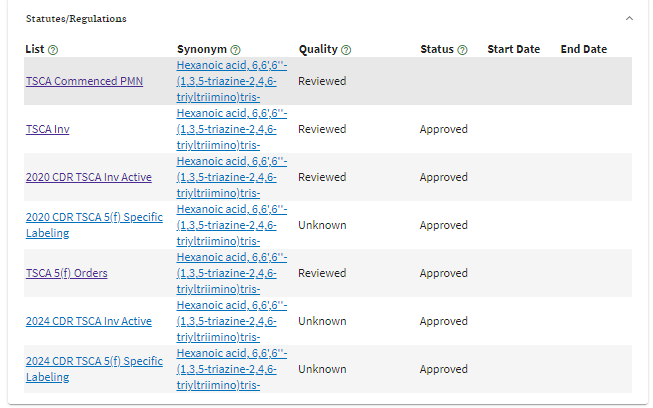 Statutes/Regulations
List Synonym Quality Status Start Date End Date
Hexanoic acid, 6,6',6''-
TSCA Commenced PMN (1,3,5-triazine-2,4,6- Reviewed
triyltriimino)tris-
Hexanoic acid, 6,6',6''-
TSCA Inv (1,3,5-triazine-2,4,6- Reviewed Approved
triyltriimino)tris-
Hexanoic acid, 6,6',6''-
2020 CDR TSCA Inv Active (1,3,5-triazine-2,4,6- Reviewed Approved
triyltriimino)tris-
Hexanoic acid, 6,6',6''-
2020 CDR TSCA 5(f) Specific
Labeling
(1,3,5-triazine-2,4,6- Unknown Approved
triyltriimino)tris-
Hexanoic acid, 6,6',6''-
TSCA 5(f) Orders (1,3,5-triazine-2,4,6- Reviewed Approved
triyltriimino)tris-
Hexanoic acid, 6,6',6''-
2024 CDR TSCA Inv Active (1,3,5-triazine-2,4,6- Unknown Approved
triyltriimino)tris-
Hexanoic acid, 6,6',6''-
2024 CDR TSCA 5(f) Specific
Labeling
(1,3,5-triazine-2,4,6- Unknown Approved
triyltriimino)tris-